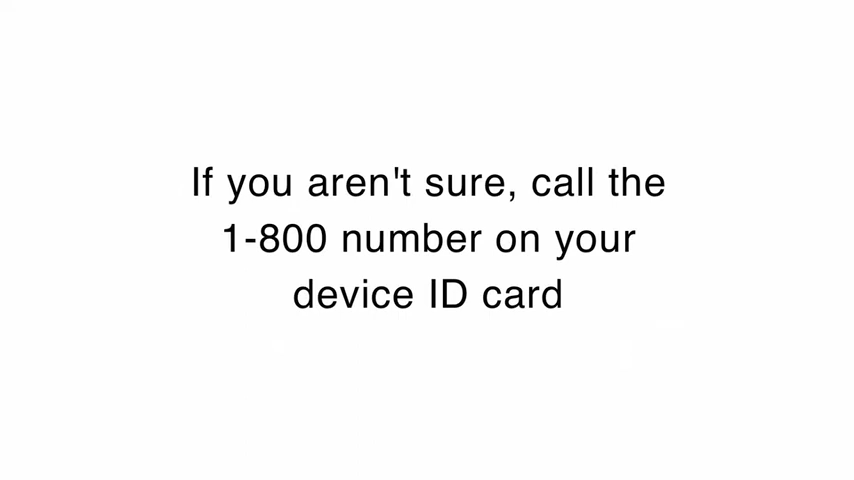 If you aren't sure, call the
1-800 number on your
device ID card